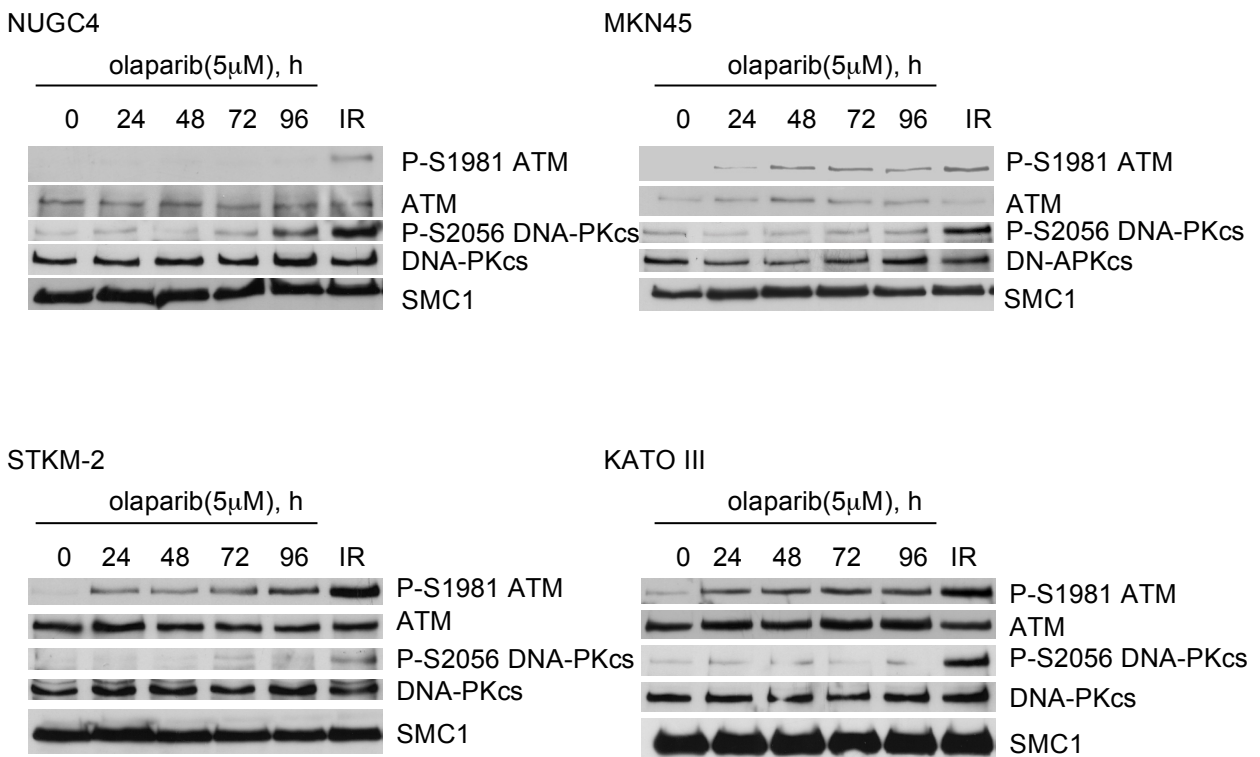 NUGC4
olaparib(5μM), h
0 24 48 72 96 IR
P-S1981 ATM
ATM
P-S2056 DNA-PKcs
DNA-PKcs
SMC1
MKN45
olaparib(5μM), h
0 24 48 72 96 IR
P-S1981 ATM
ATM
P-S2056 DNA-PKcs
DN-APKcs
SMC1
STKM-2
olaparib(5μM), h
0 24 48 72 96 IR
P-S1981 ATM
ATM
P-S2056 DNA-PKcs
DNA-PKcs
SMC1
KATO III
olaparib(5μM), h
0 24 48 72 96 IR
P-S1981 ATM
ATM
P-S2056 DNA-PKcs
DNA-PKcs
SMC1